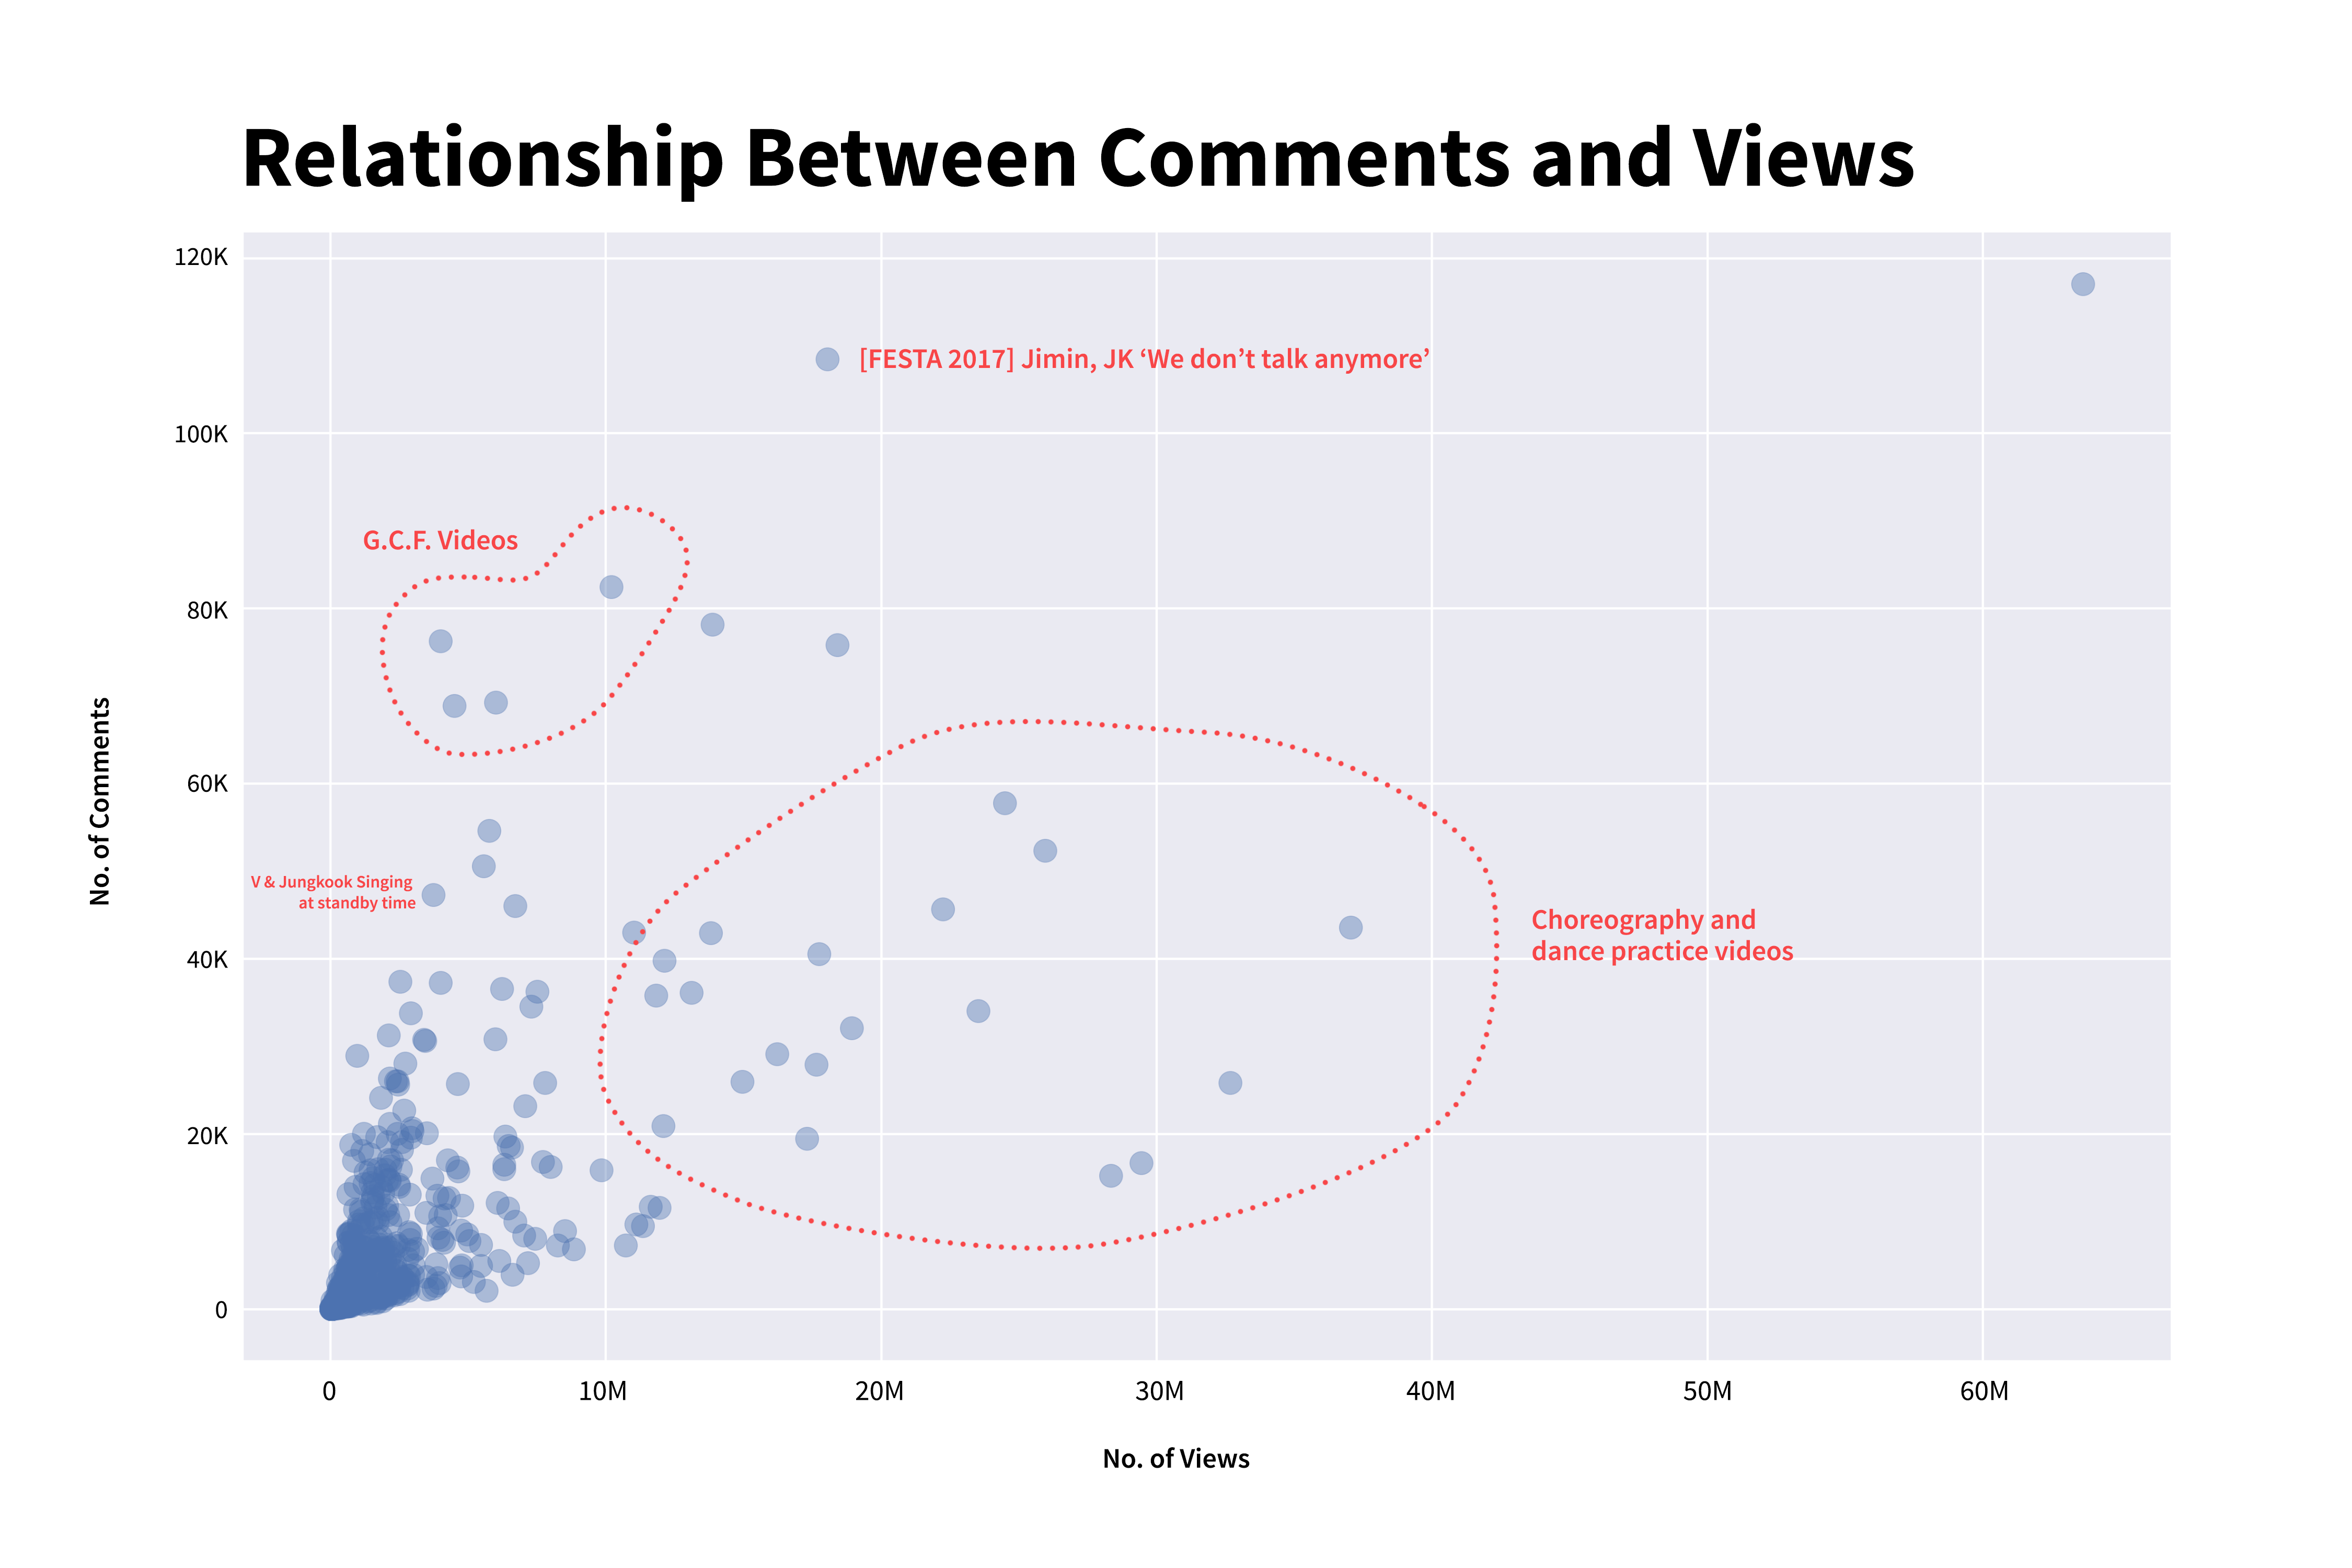 Relationship Between Comments and Views
120K
[FESTA 2017] Jimin, JK ‘We don’t talk anymore’
100K
G.C.F. Videos
80K
60K
No. of Comments
V & Jungkook Singing
at standby time
Choreography and
dance practice videos
40K
20K
0
0 10M 20M 30M 40M 50M 60M
No. of Views